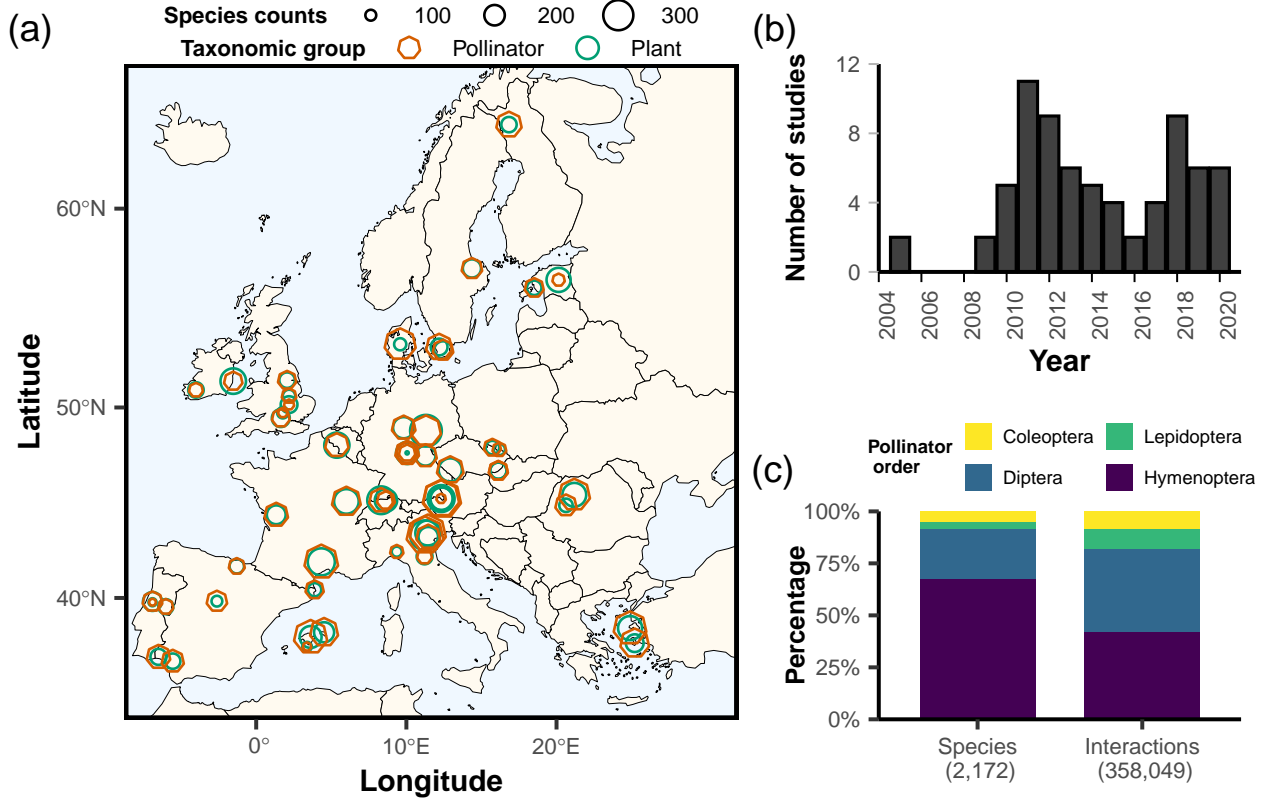 (a)
Species counts 100 200 300
Taxonomic group Pollinator Plant
60°N
50°N
40°N
Latitude
0° 10°E 20°E
Longitude
(b)
12
8
4
0
Number of studies
2004 2006 2008 2010 2012 2014 2016 2018 2020
Year
(c)
Pollinator order
Coleoptera Lepidoptera
Diptera Hymenoptera
100%
75%
50%
25%
0%
Percentage
Species Interactions
(2,172) (358,049)